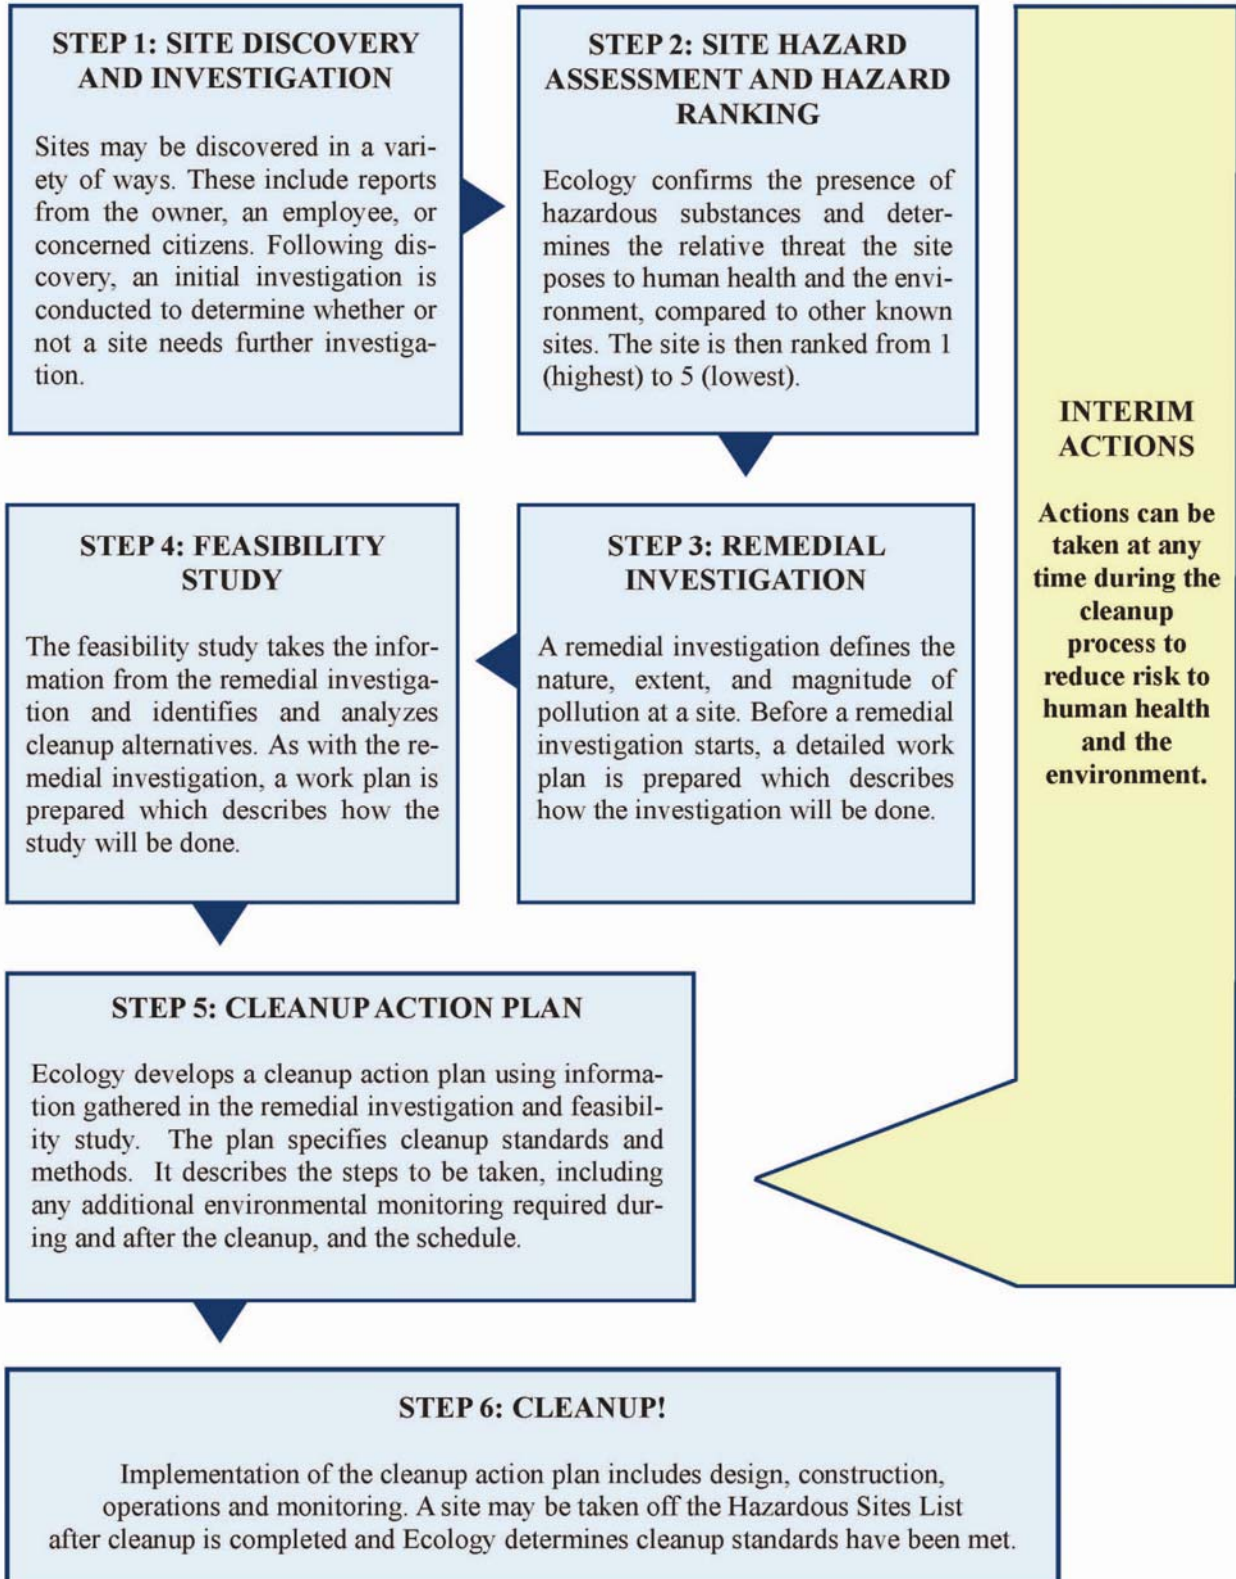 STEP 1: SITE DISCOVERY
AND INVESTIGATION
Sites may be discovered in a vari-
ety of ways. These include reports
from the owner, an employee, or
concerned citizens. Following dis-
covery, an initial investigation is
conducted to determine whether or
not a site needs further investiga-
tion.
STEP 2: SITE HAZARD
ASSESSMENT AND HAZARD
RANKING
Ecology confirms the presence of
hazardous substances and deter-
mines the relative threat the site
poses to human health and the envi-
ronment, compared to other known
sites. The site is then ranked from 1
(highest) to 5 (lowest).
STEP 3: REMEDIAL
INVESTIGATION
A remedial investigation defines the
nature, extent, and magnitude of
pollution at a site. Before a remedial
investigation starts, a detailed work
plan is prepared which describes
how the investigation will be done.
STEP 4: FEASIBILITY
STUDY
The feasibility study takes the infor-
mation from the remedial investiga-
tion and identifies and analyzes
cleanup alternatives. As with the re-
medial investigation, a work plan is
prepared which describes how the
study will be done.
STEP 5: CLEANUP ACTION PLAN
Ecology develops a cleanup action plan using informa-
tion gathered in the remedial investigation and feasibil-
ity study. The plan specifies cleanup standards and
methods. It describes the steps to be taken, including
any additional environmental monitoring required dur-
ing and after the cleanup, and the schedule.
STEP 6: CLEANUP!
Implementation of the cleanup action plan includes design, construction,
operations and monitoring. A site may be taken off the Hazardous Sites List
after cleanup is completed and Ecology determines cleanup standards have been met.
INTERIM
ACTIONS
Actions can be
taken at any
time during the
cleanup
process to
reduce risk to
human health
and the
environment.